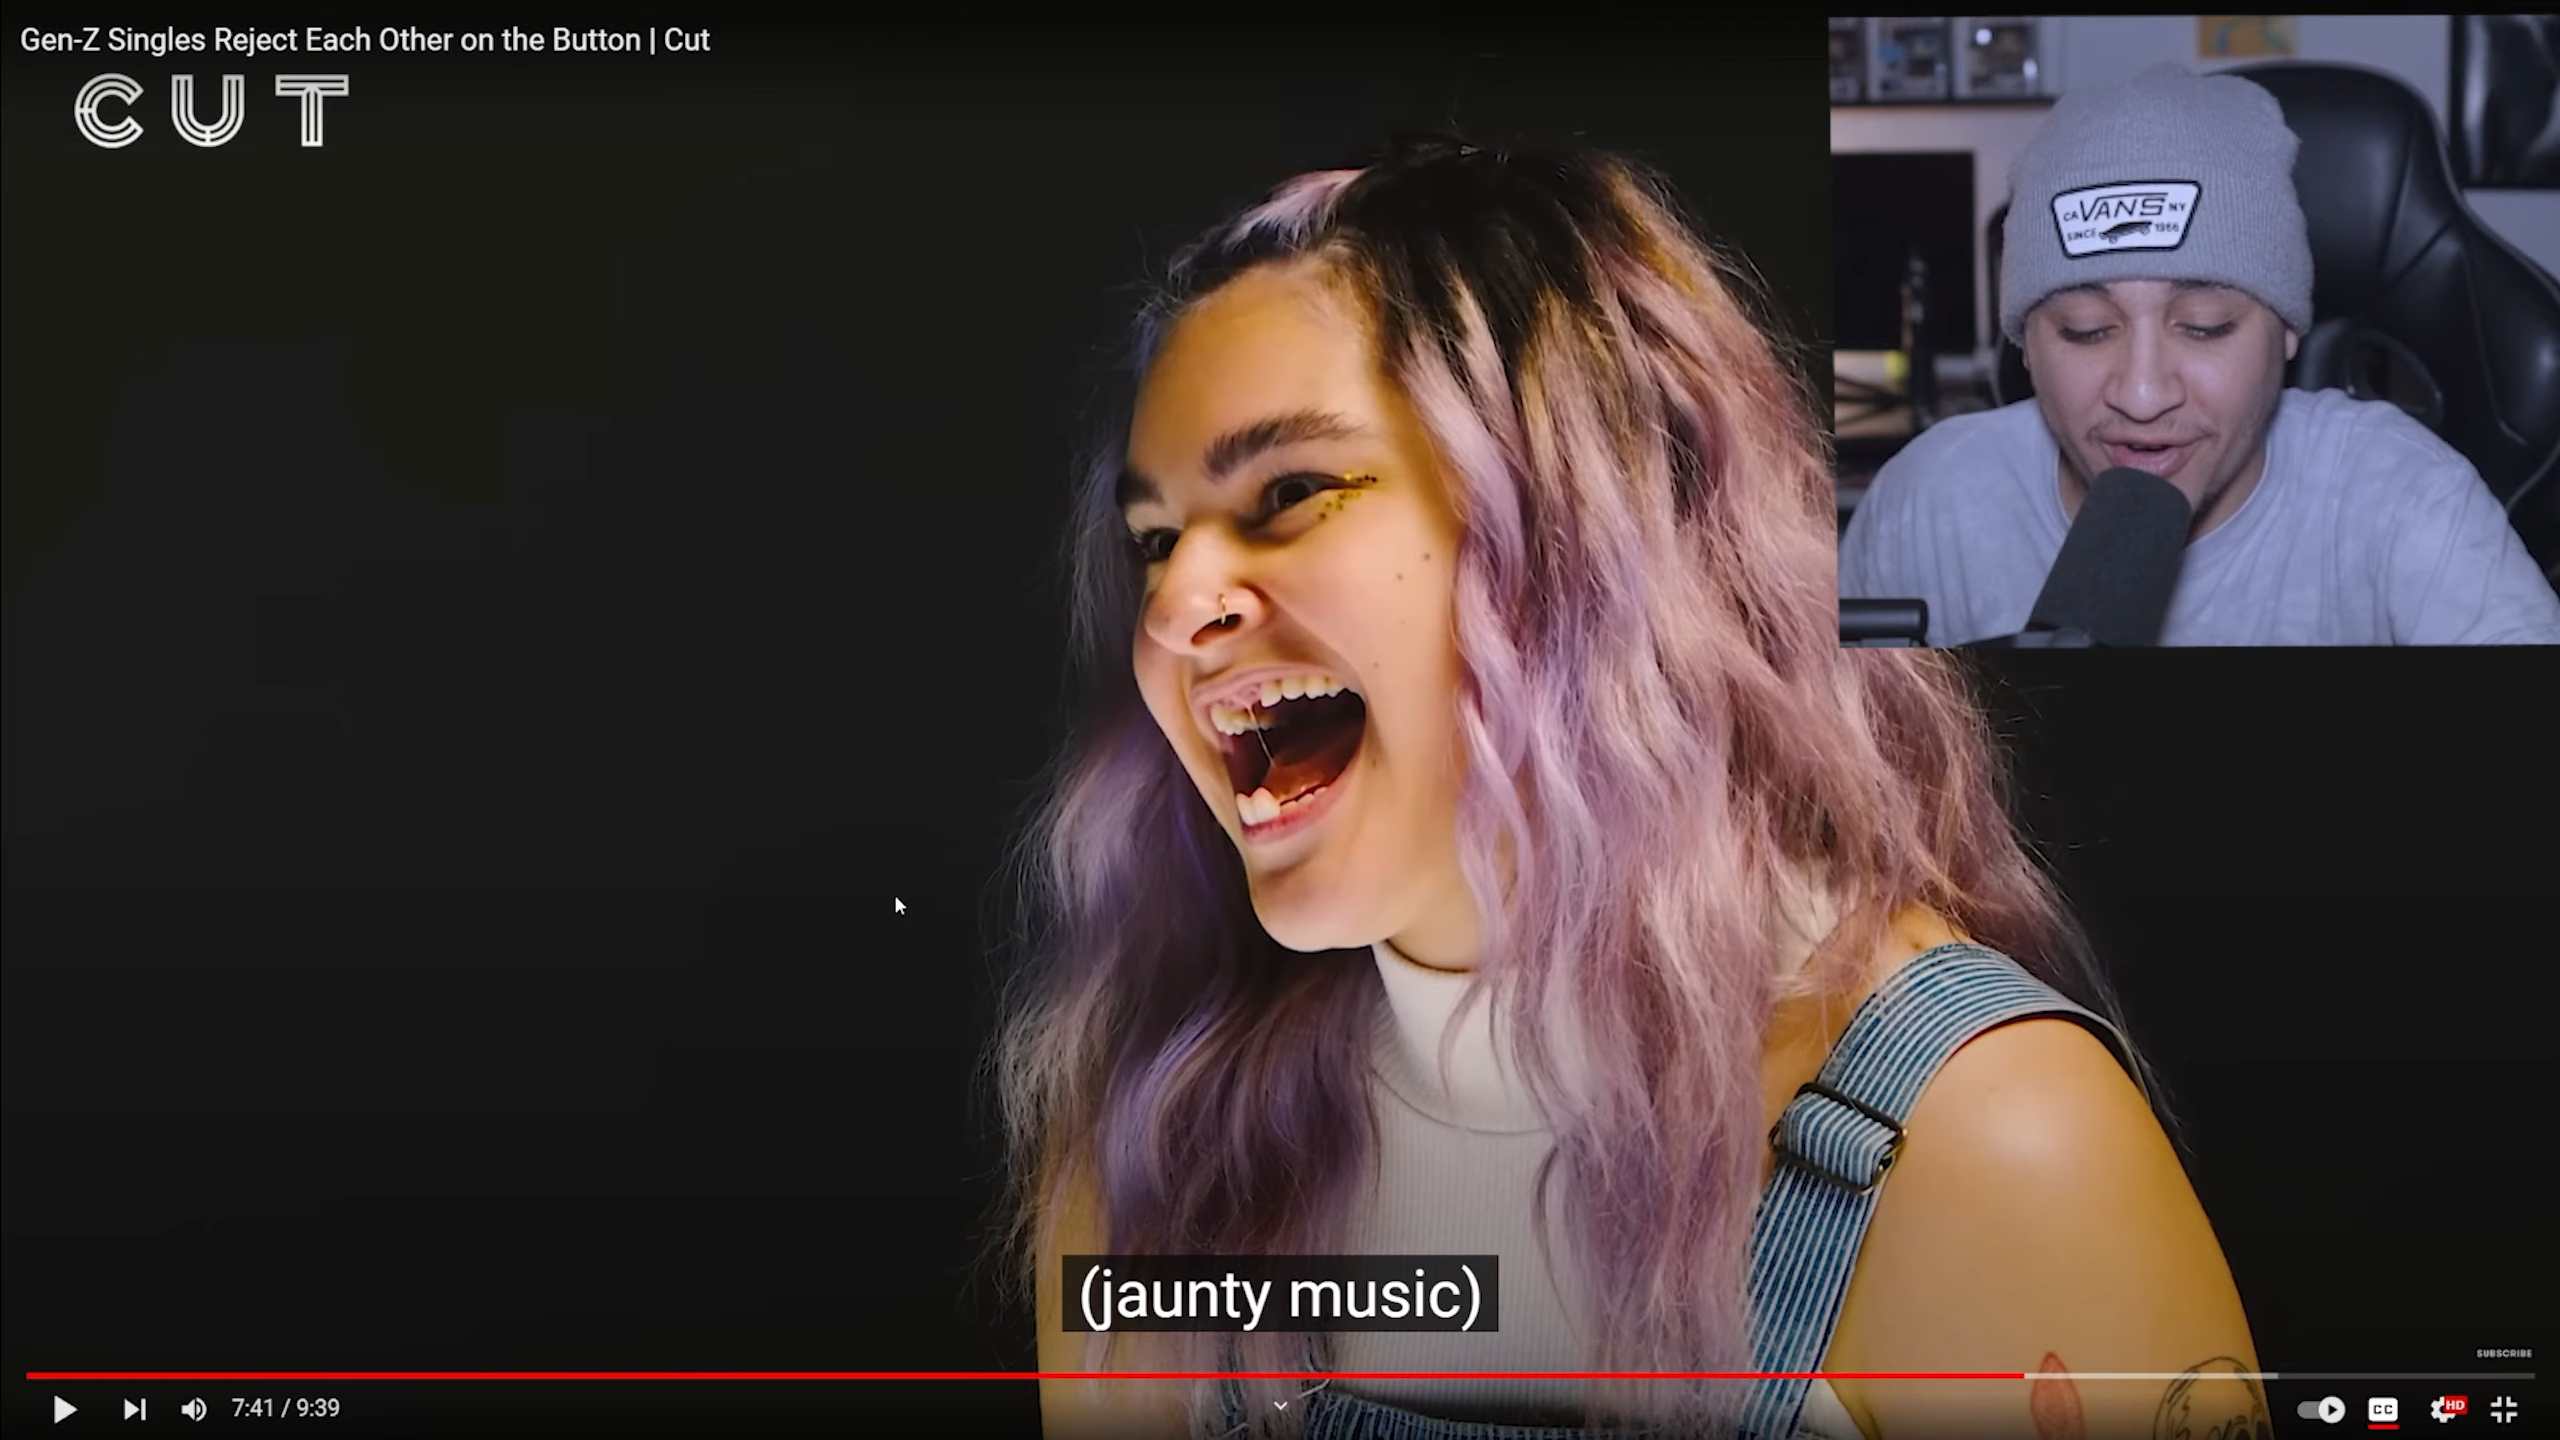 Gen-Z Singles Reject Each Other on the Button | Cut
CUT
CA VANS NY
SINCE 1966
(jaunty music)
SUBSCRIBE
7:41 / 9:39
CC
HD